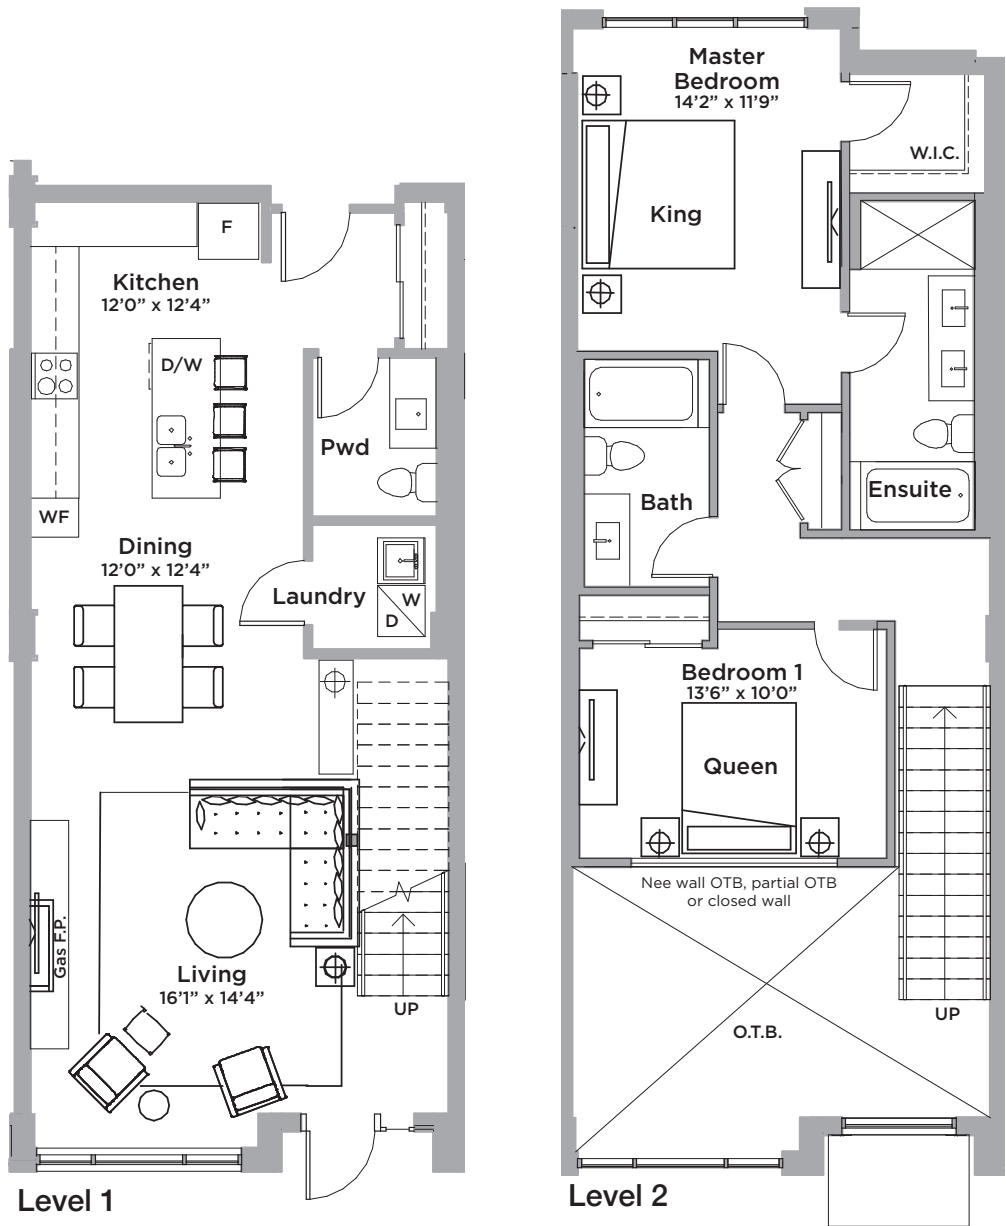 F
Kitchen
12'0” x 12'4”
D/W
Pwd
WF
Dining
12'0” x 12'4”
Laundry
W
D
Gas F.P.
Living
16'1” x 14'4”
UP
Level 1
Master
Bedroom
14'2” x 11'9”
W.I.C.
King
Bath
Ensuite
Bedroom 1
13'6” x 10'0”
Queen
Nee wall OTB, partial OTB
or closed wall
O.T.B.
UP
Level 2